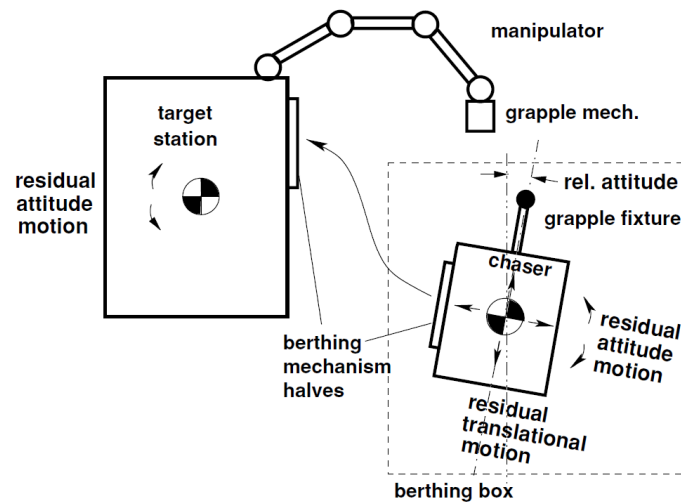 manipulator
target
station
grapple mech.
residual
attitude
motion
rel. attitude
grapple fixture
chaser
berthing
mechanism
halves
residual
attitude
motion
residual
translational
motion
berthing box